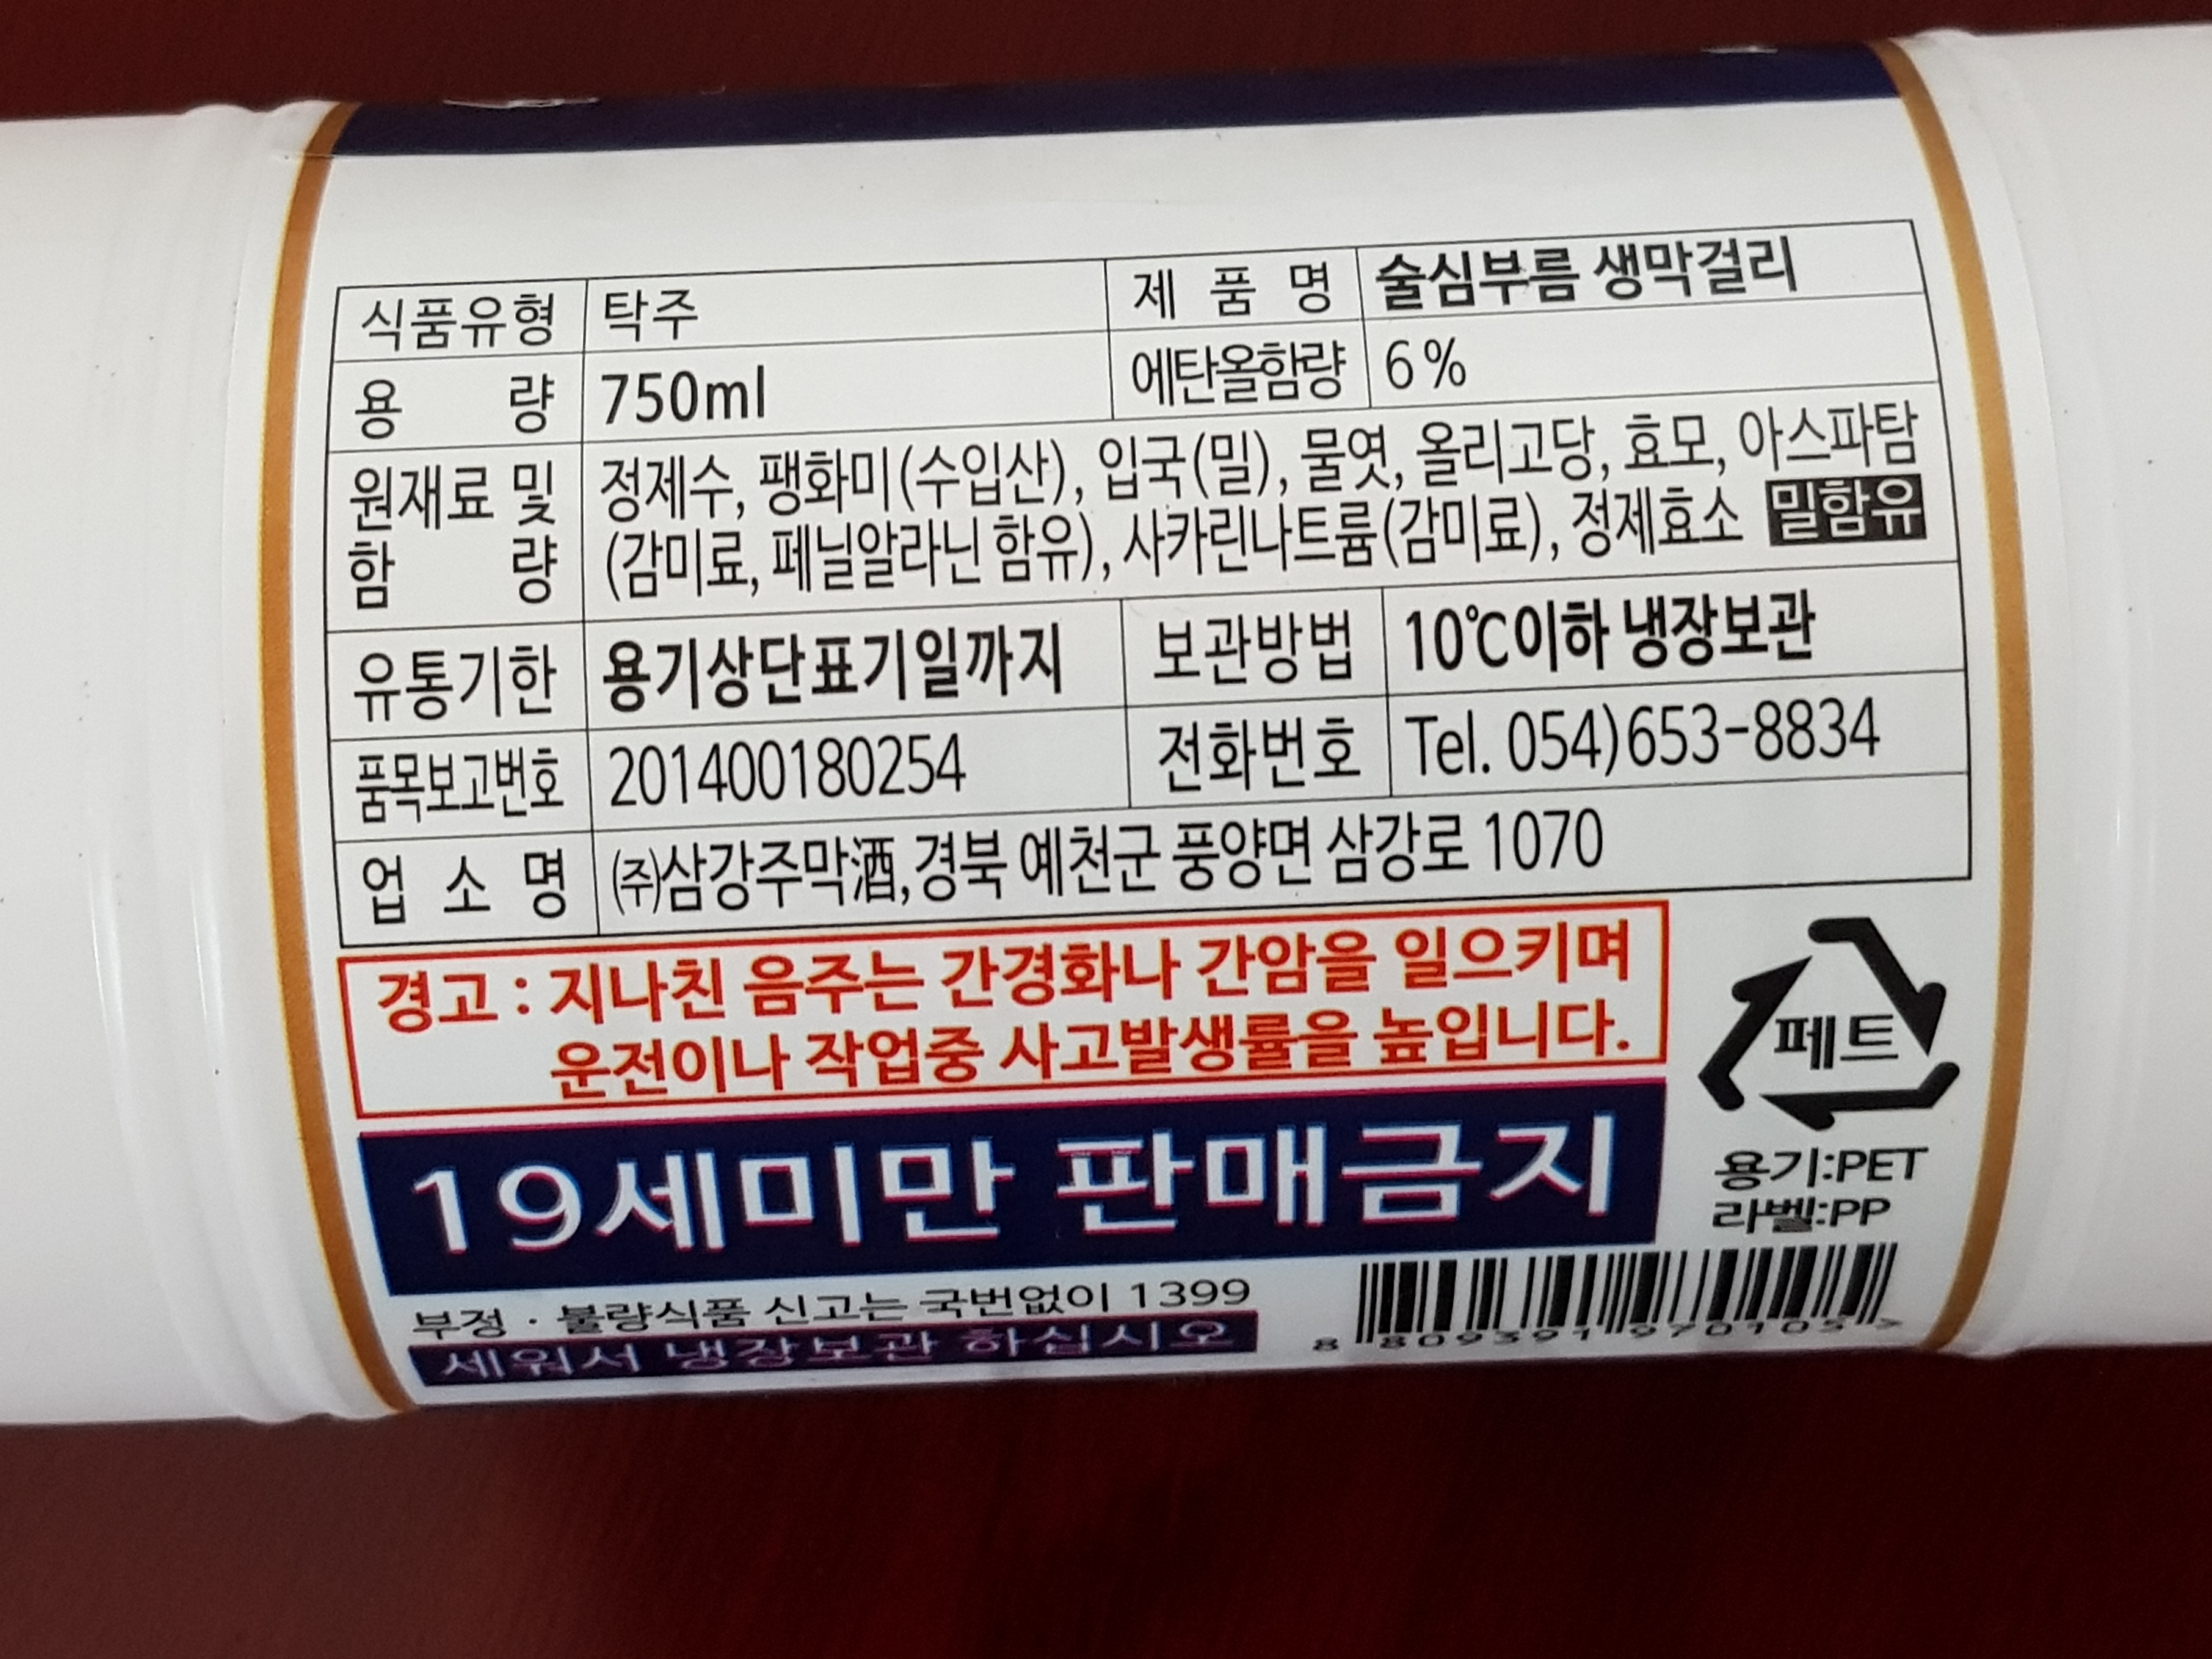 식품유형 탁주 제 품 명 술심부름 생막걸리
용 량 750ml 에탄올함량 6%
원재료 및 정제수, 팽화미(수입산), 입국(밀), 물엿, 올리고당, 효모, 아스파탐
함 량 (감미료, 페닐알라닌 함유), 사카린나트륨(감미료), 정제효소 밀함유
유통기한 용기상단표기일까지 보관방법 10℃이하 냉장보관
품목보고번호 201400180254 전화번호 Tel. 054)653-8834
업 소 명 ㈜삼강주막酒, 경북 예천군 풍양면 삼강로 1070
경고 : 지나친 음주는 간경화나 간암을 일으키며
운전이나 작업중 사고발생률을 높입니다.
페트
용기:PET
라벨:PP
19세미만 판매금지
부정 · 불량식품 신고는 국번없이 1399
세워서 냉장보관 하십시오